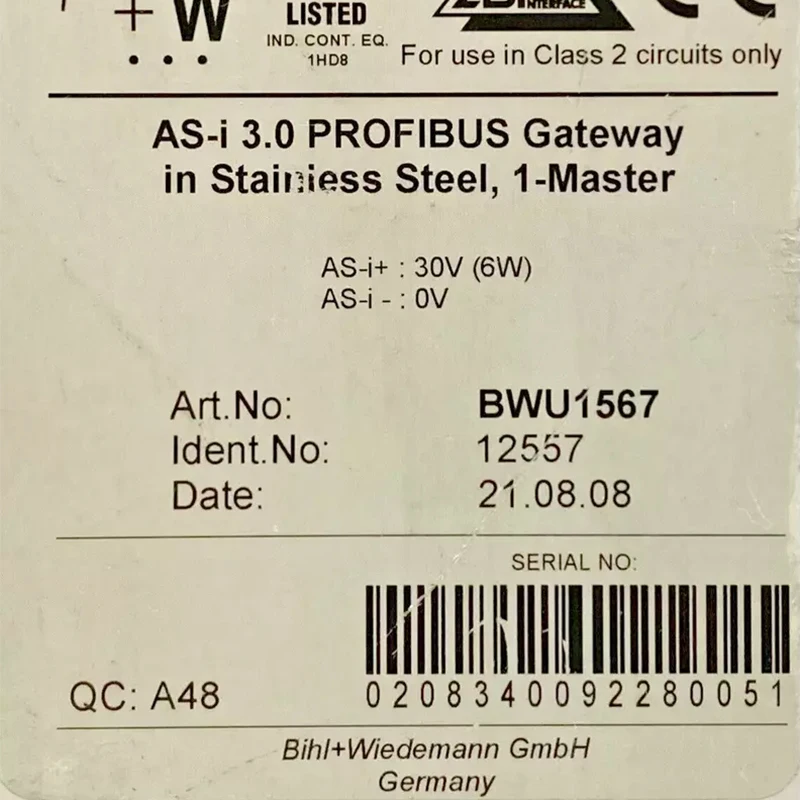 + W
LISTED
IND. CONT. EQ.
1HD8
INTERFACE
For use in Class 2 circuits only
AS-i 3.0 PROFIBUS Gateway
in Stainless Steel, 1-Master
AS-i+ : 30V (6W)
AS-i - : 0V
Art.No: BWU1567
Ident.No: 12557
Date: 21.08.08
SERIAL NO:
QC: A48
0208340092280051
Bihl+Wiedemann GmbH
Germany